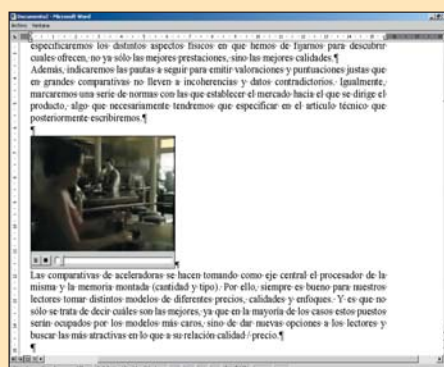 Documento2 - Microsoft Word
Archivo Ventana
especificaremos los distintos aspectos físicos en que hemos de fijarnos para descubrir
cuales ofrecen, no ya sólo las mejores prestaciones, sino las mejores calidades.¶
Además, indicaremos las pautas a seguir para emitir valoraciones y puntuaciones justas que
en grandes comparativas no lleven a incoherencias y datos contradictorios. Igualmente,
marcaremos una serie de normas con las que establecer el mercado hacia el que se dirige el
producto, algo que necesariamente tendremos que especificar en el artículo técnico que
posteriormente escribiremos.¶
¶
¶
Las comparativas de aceleradoras se hacen tomando como eje central el procesador de la
misma y la memoria montada (cantidad y tipo). Por ello, siempre es bueno para nuestros
lectores tomar distintos modelos de diferentes precios, calidades y enfoques. Y es que no
sólo se trata de decir cuáles son las mejores, ya que en la mayoría de los casos estos puestos
serán ocupados por los modelos más caros, sino de dar nuevas opciones a los lectores y
buscar las más atractivas en lo que a su relación calidad / precio.¶
¶